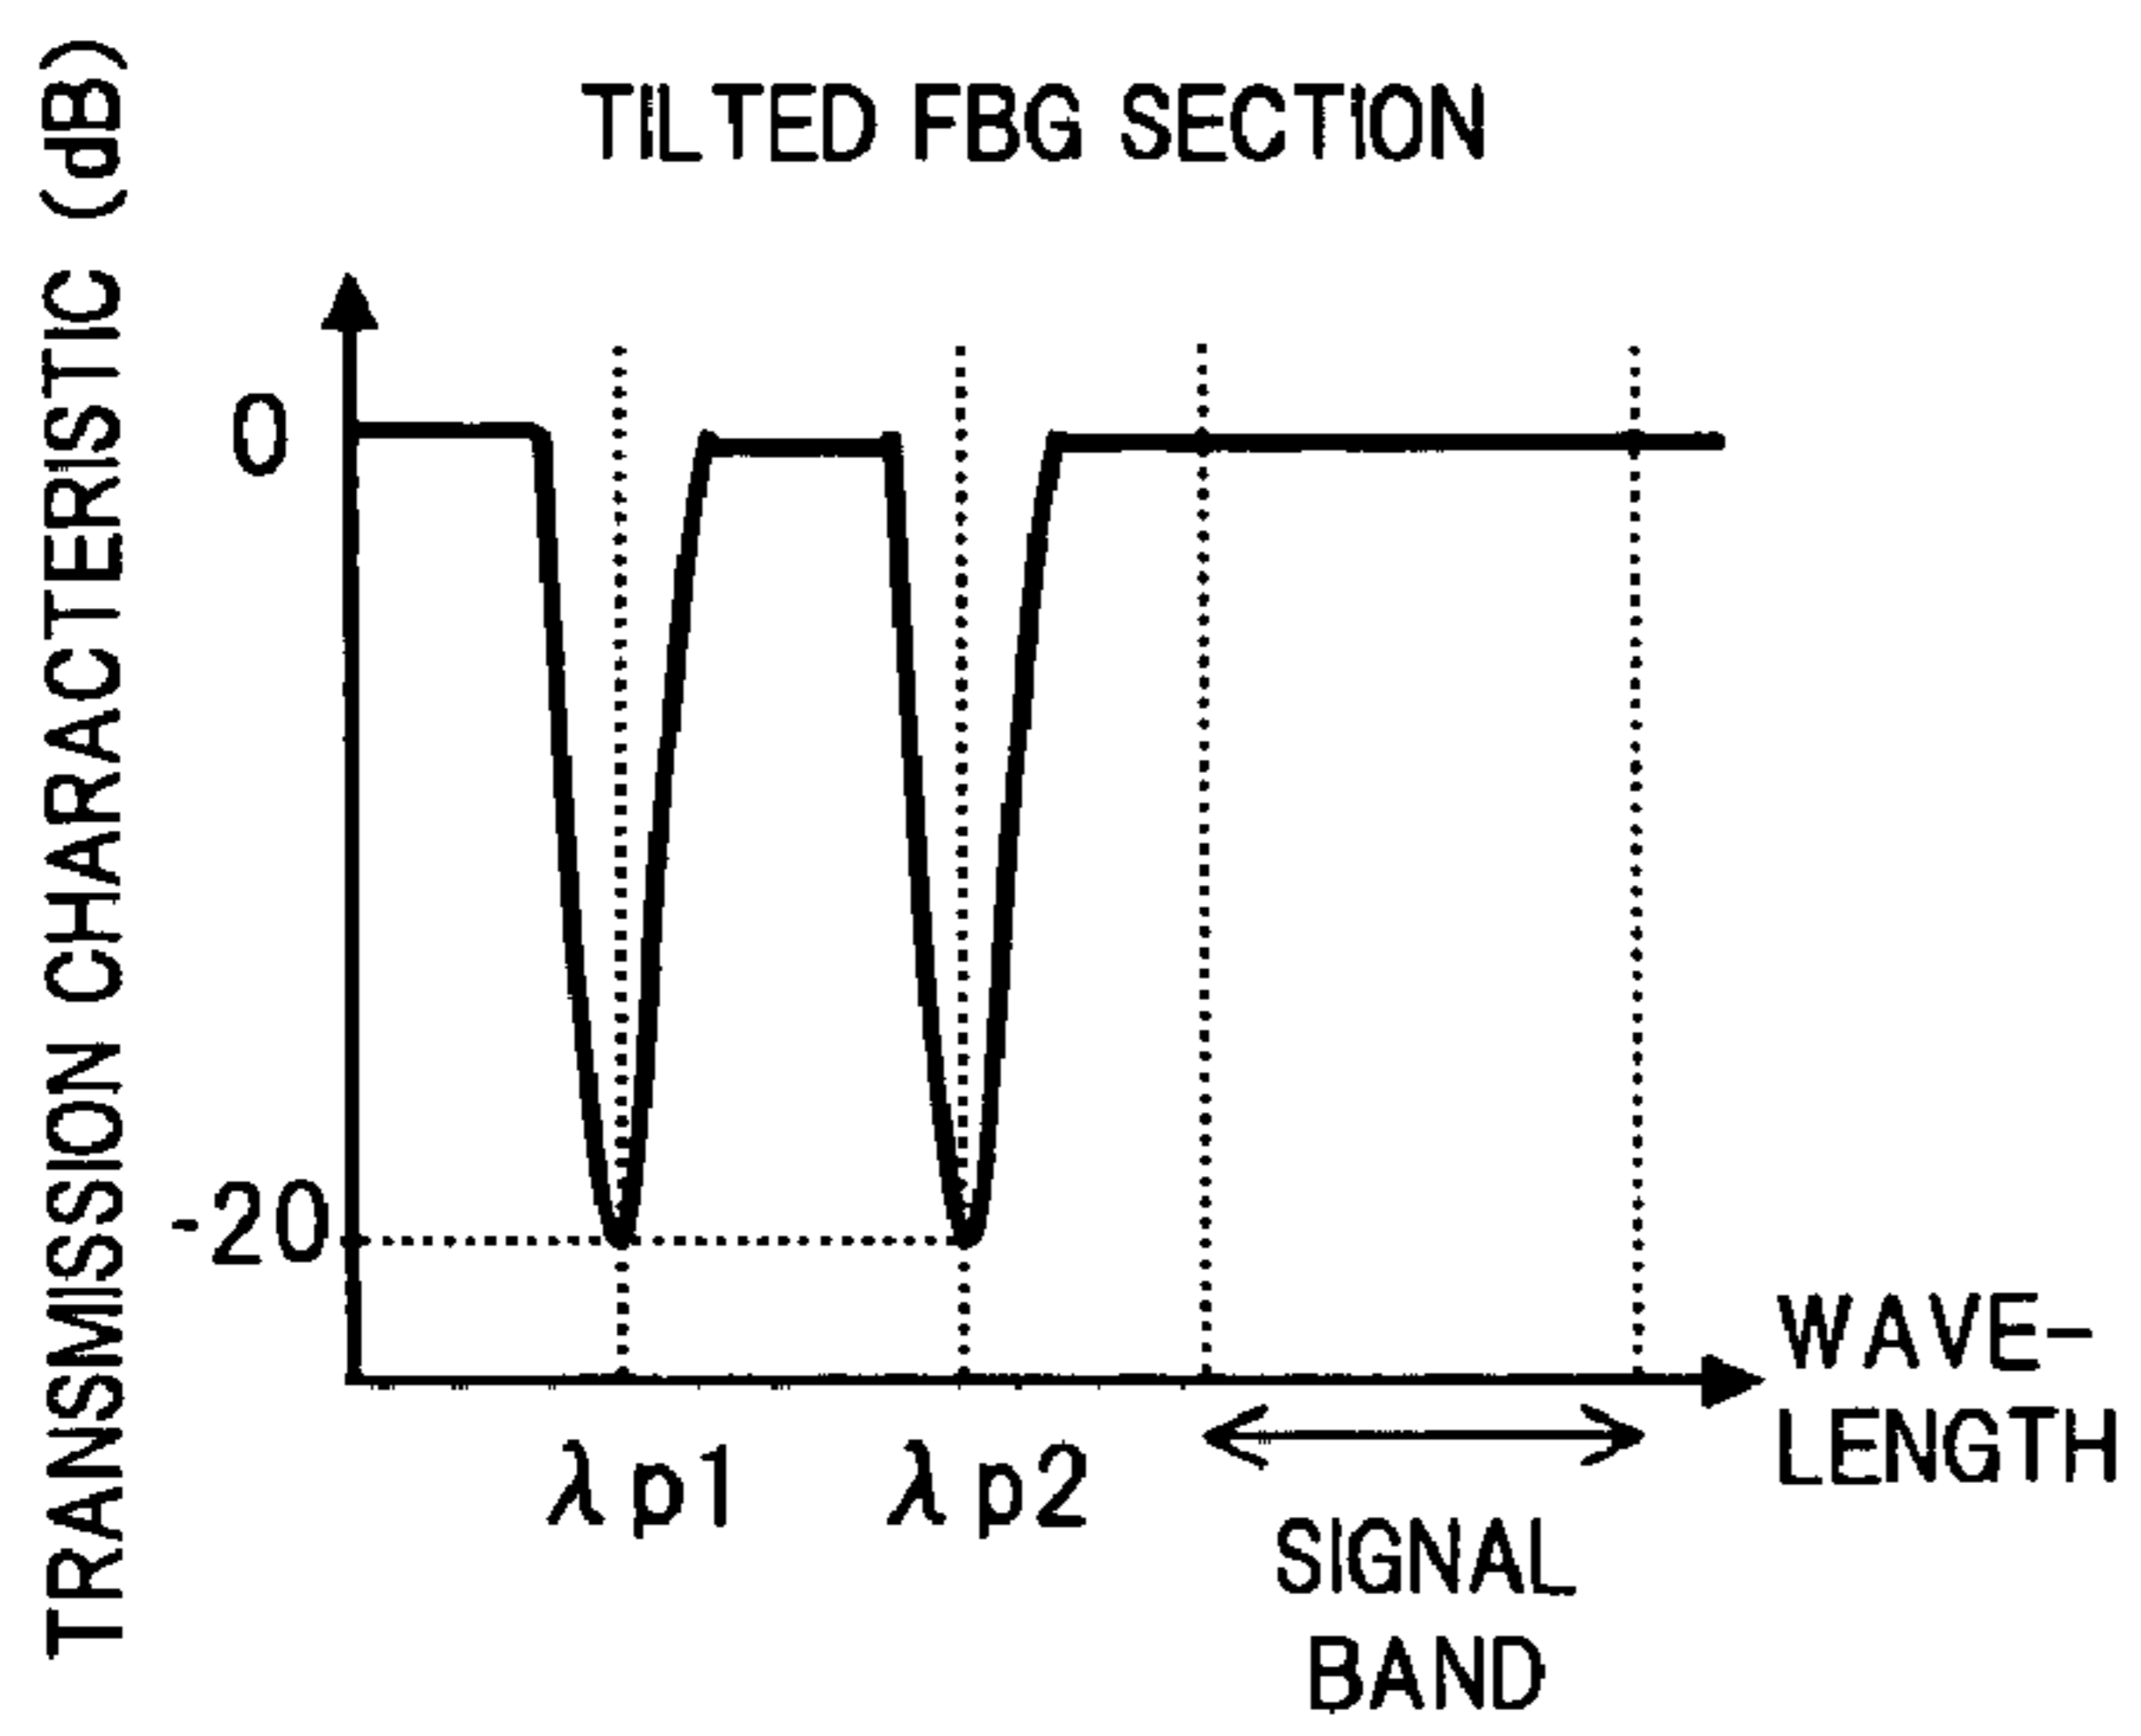 TILTED FBG SECTION
TRANSMISSION CHARACTERISTIC (dB)
0
-20
λp1
λp2
SIGNAL
BAND
WAVE-
LENGTH